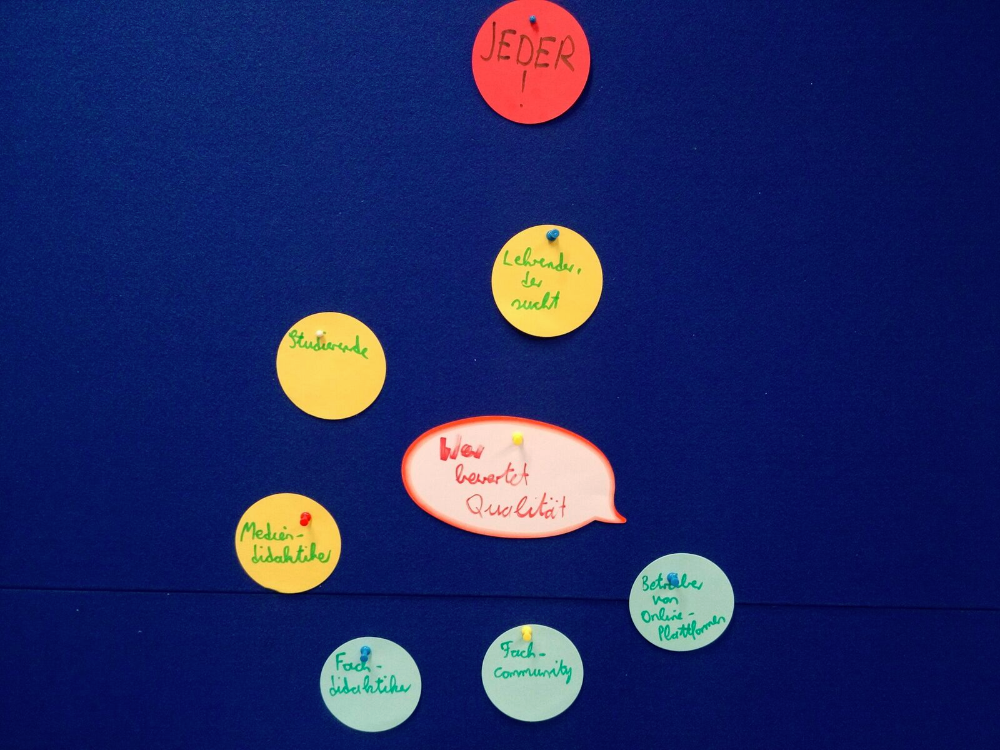 JEDER
!
Lehrender,
der
sucht
Studierende
Wer
bewertet
Qualität
Medien-
didaktiker
Betreiber
von
Online-
Plattformen
Fach-
didaktiker
Fach-
community